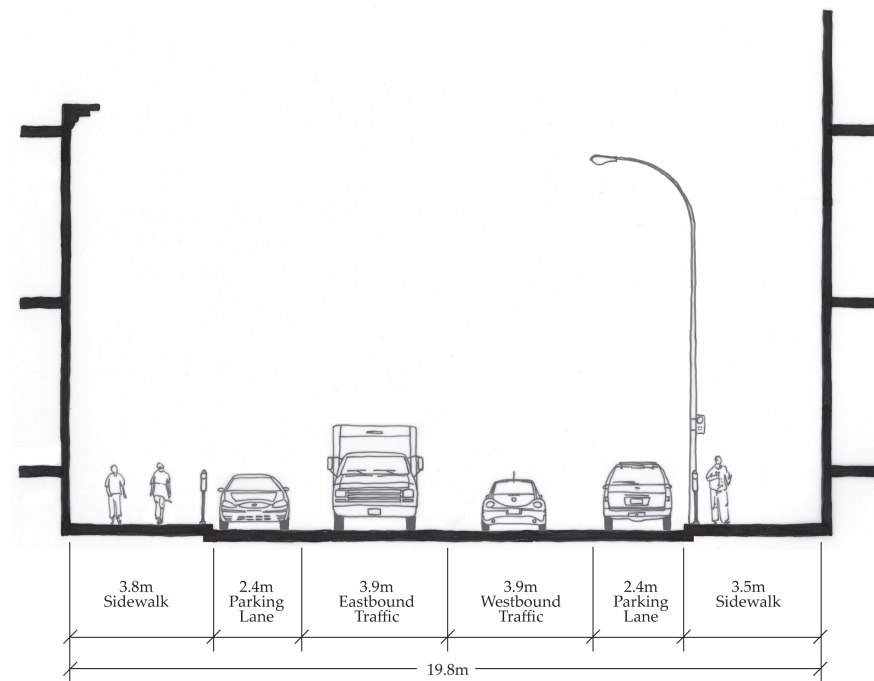 3.8m
Sidewalk
2.4m
Parking
Lane
3.9m
Eastbound
Traffic
3.9m
Westbound
Traffic
2.4m
Parking
Lane
3.5m
Sidewalk
19.8m